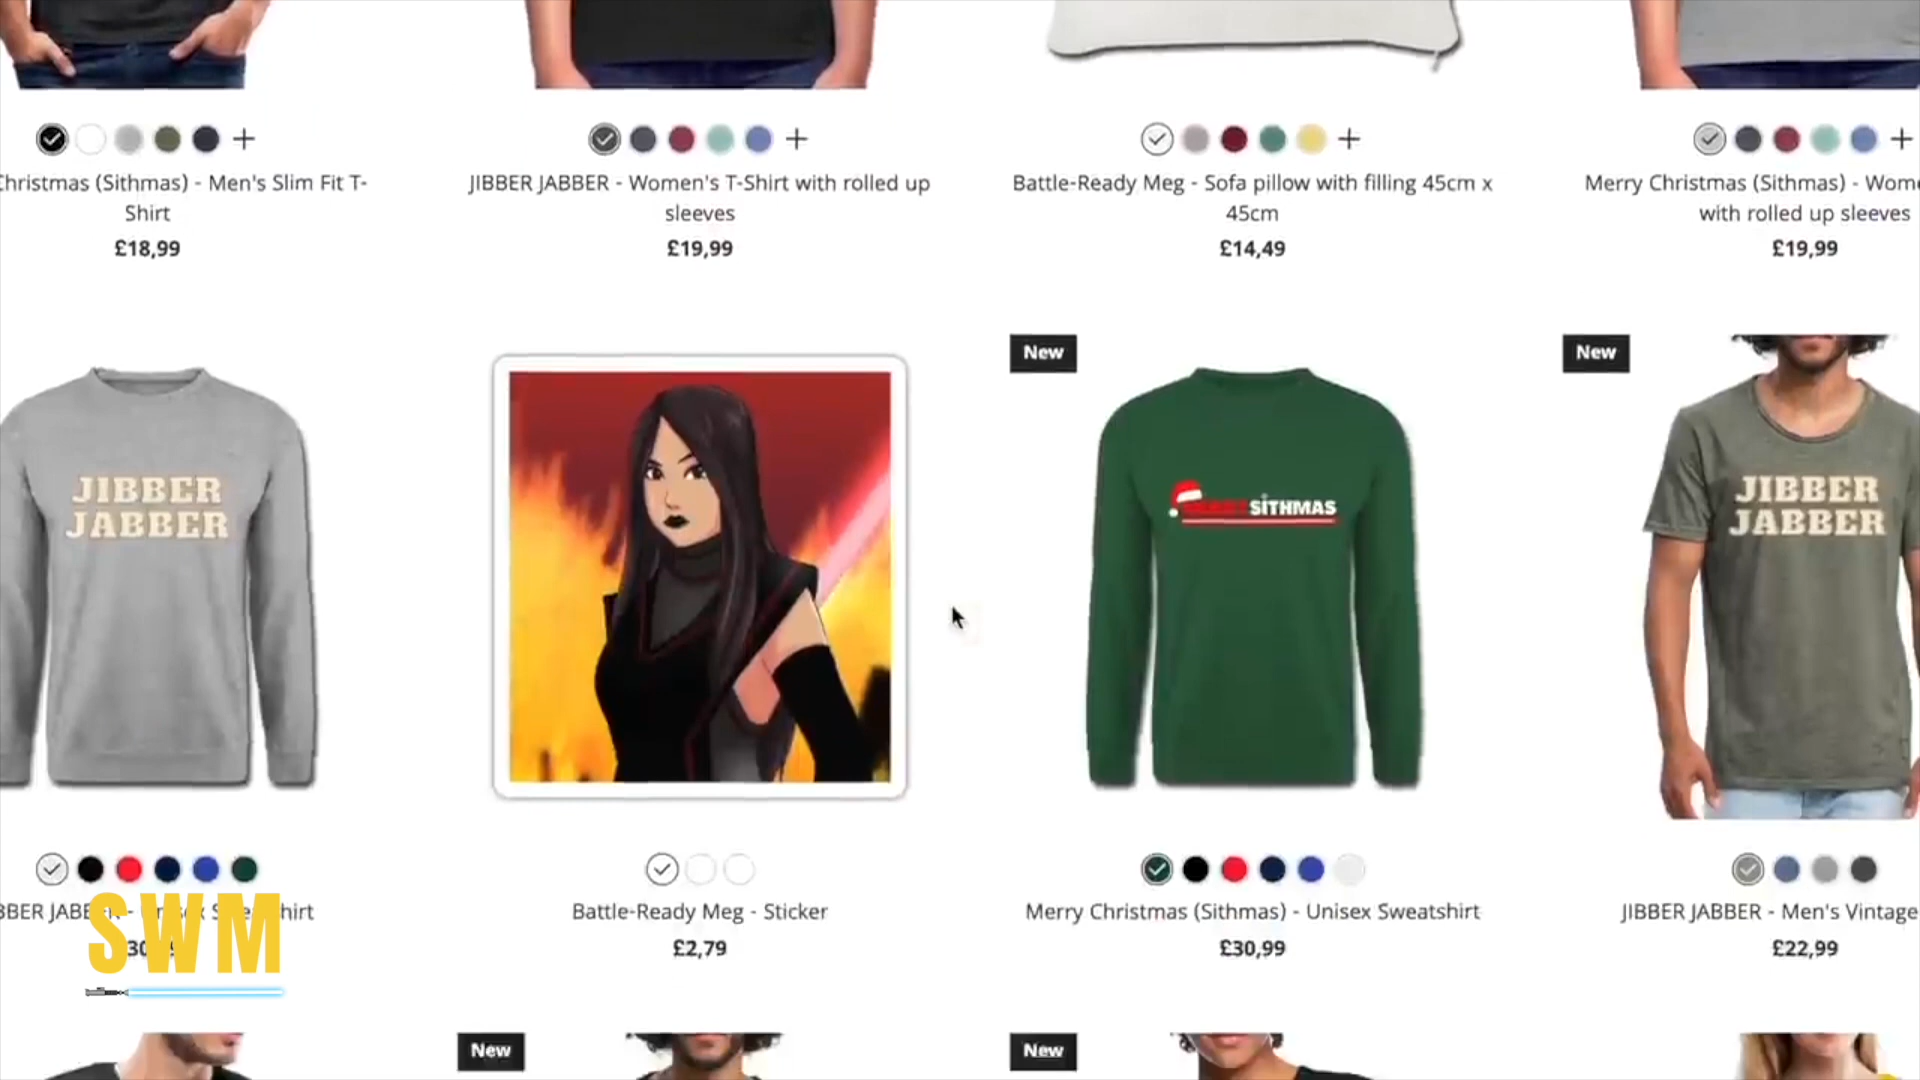 Christmas (Sithmas) - Men's Slim Fit T-
Shirt
£18,99
JIBBER JABBER - Women's T-Shirt with rolled up
sleeves
£19,99
Battle-Ready Meg - Sofa pillow with filling 45cm x
45cm
£14,49
Merry Christmas (Sithmas) -
with rolled up sleeves
£19,99
JIBBER
JABBER
New
SITHMAS
New
JIBBER
JABBER
SWM
Battle-Ready Meg - Sticker
£2,79
Merry Christmas (Sithmas) - Unisex Sweatshirt
£30,99
JIBBER JABBER - Men's Vintage
£22,99
New
New